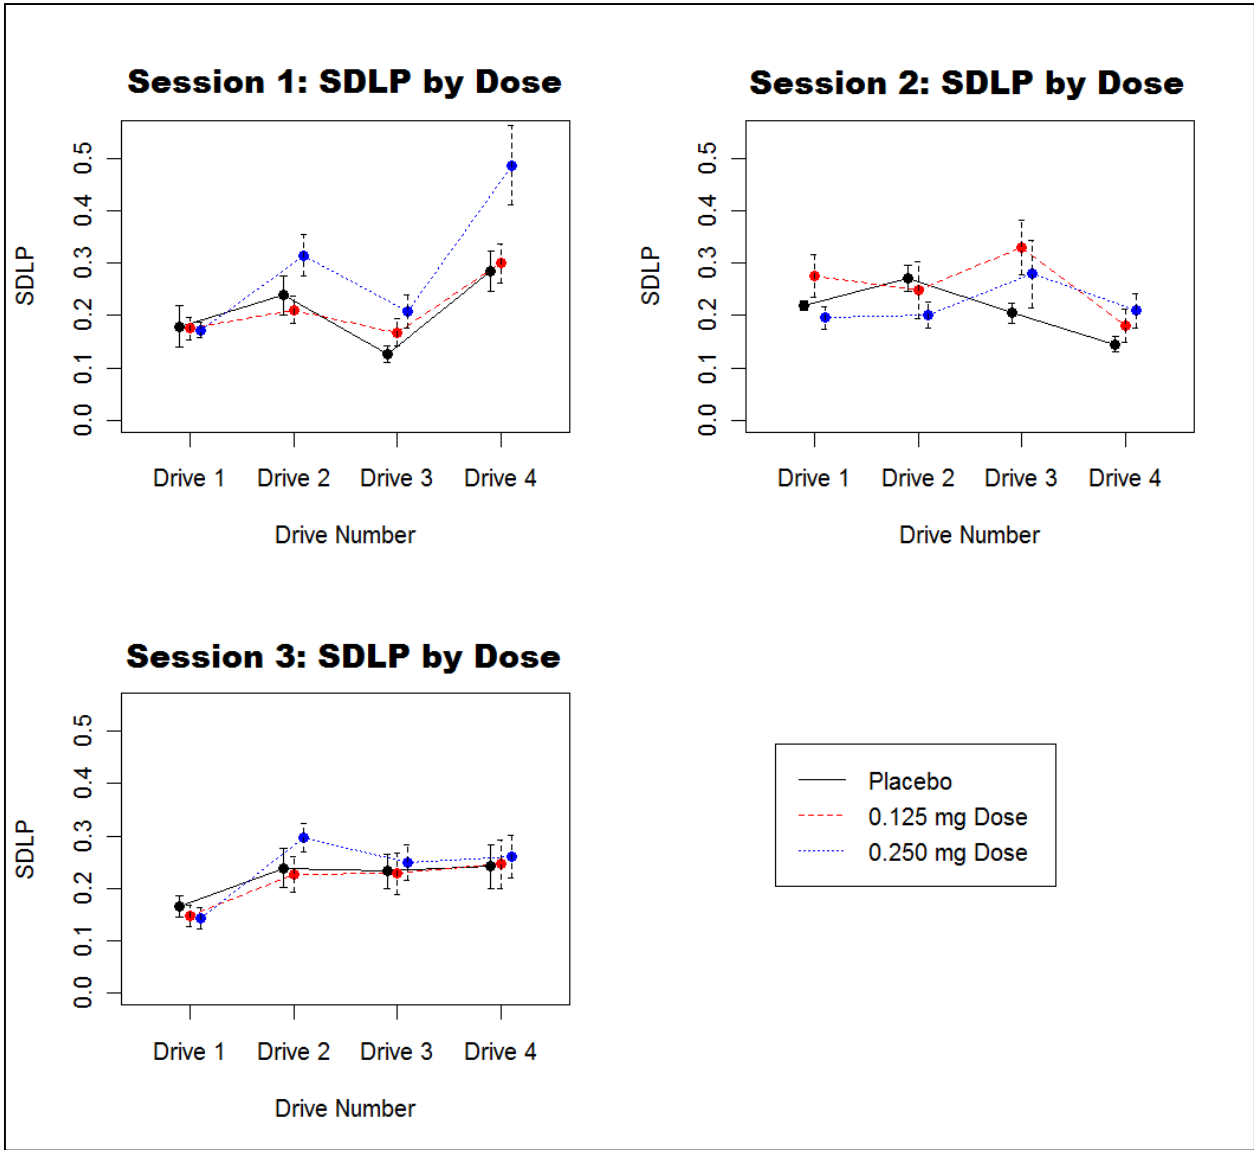 Session 1: SDLP by Dose
SDLP
0.0 0.1 0.2 0.3 0.4 0.5
Drive 1 Drive 2 Drive 3 Drive 4
Drive Number
Session 2: SDLP by Dose
SDLP
0.0 0.1 0.2 0.3 0.4 0.5
Drive 1 Drive 2 Drive 3 Drive 4
Drive Number
Session 3: SDLP by Dose
SDLP
0.0 0.1 0.2 0.3 0.4 0.5
Drive 1 Drive 2 Drive 3 Drive 4
Drive Number
Placebo
0.125 mg Dose
0.250 mg Dose